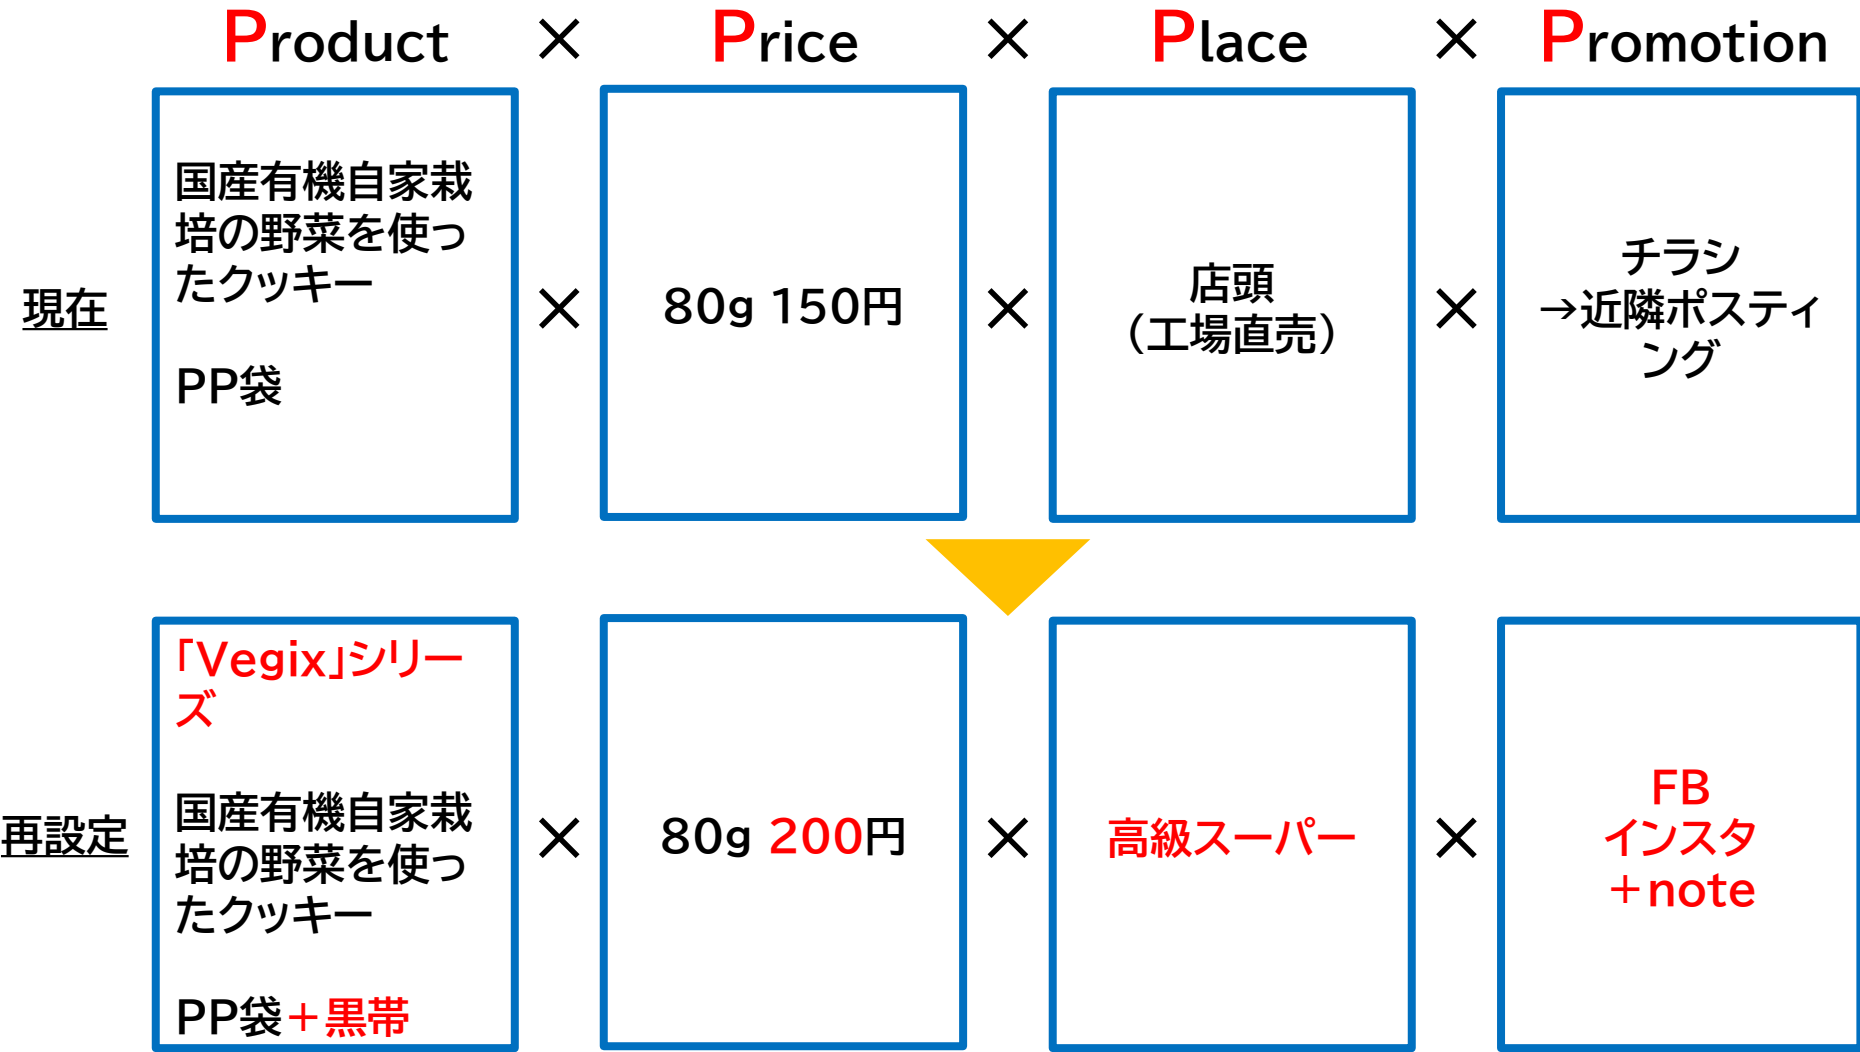 Product × Price × Place × Promotion
現在
国産有機自家栽
培の野菜を使っ
たクッキー
PP袋
×
80g 150円
×
店頭
（工場直売）
×
チラシ
→近隣ポスティ
ング
再設定
「Vegix」シリー
ズ
国産有機自家栽
培の野菜を使っ
たクッキー
PP袋＋黒帯
×
80g 200円
×
高級スーパー
×
FB
インスタ
＋note